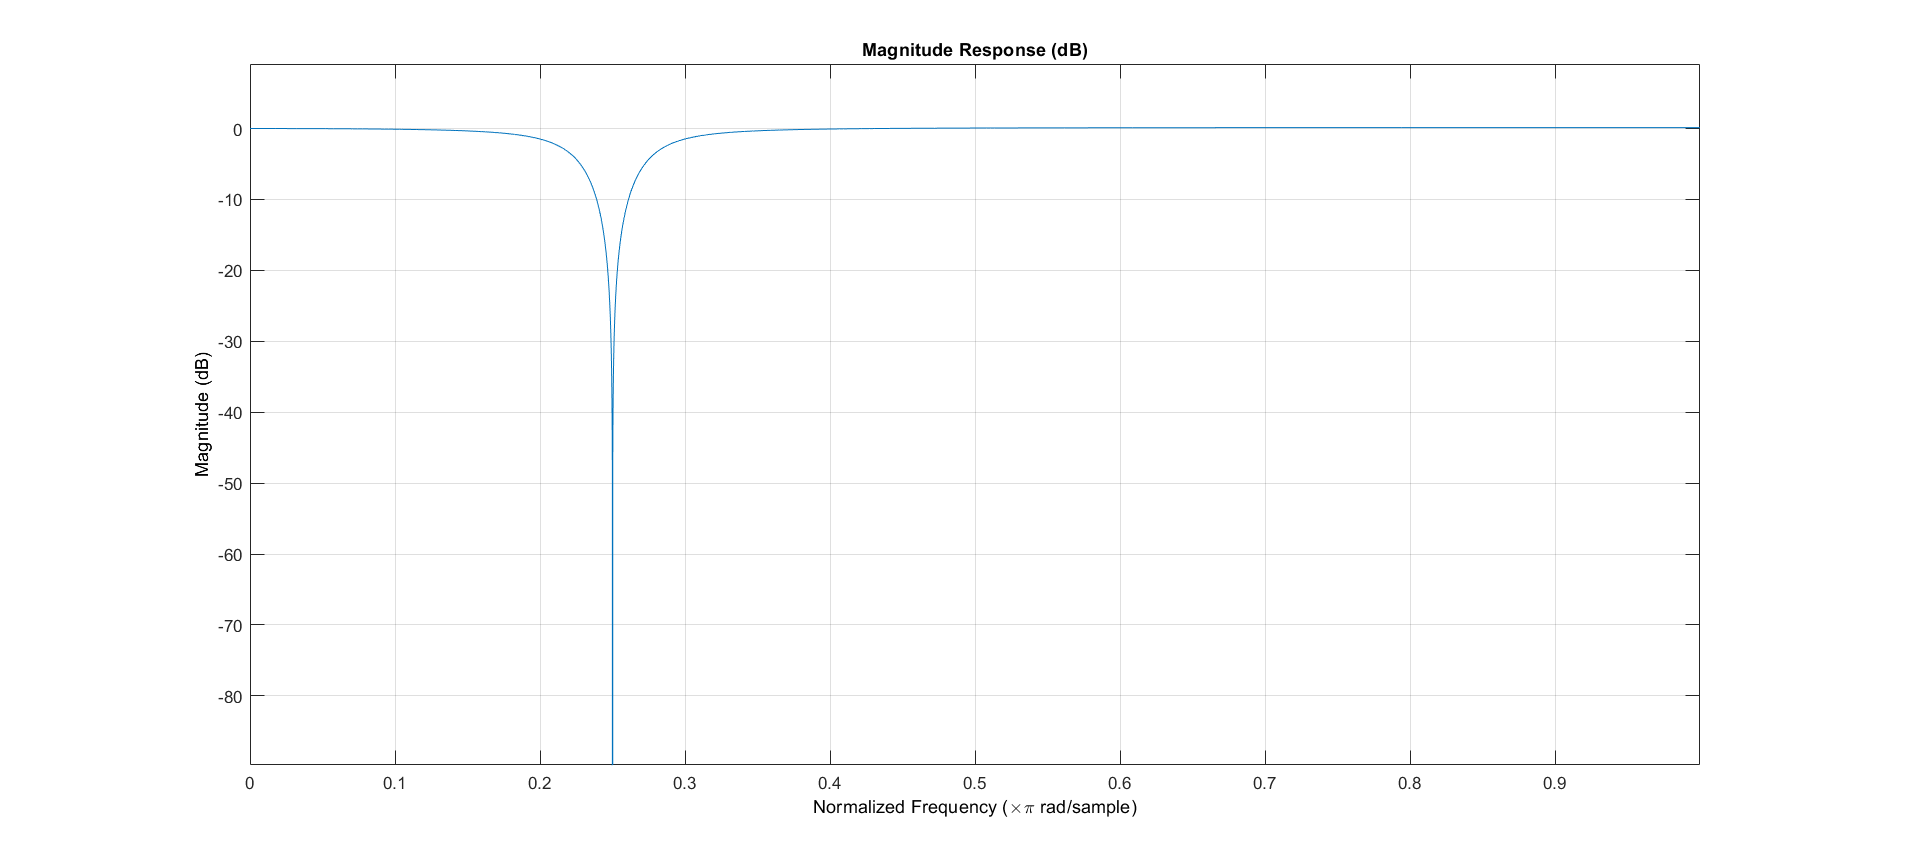 Magnitude Response (dB)
0
-10
-20
-30
-40
-50
-60
-70
-80
Magnitude (dB)
0 0.1 0.2 0.3 0.4 0.5 0.6 0.7 0.8 0.9
Normalized Frequency (×π rad/sample)